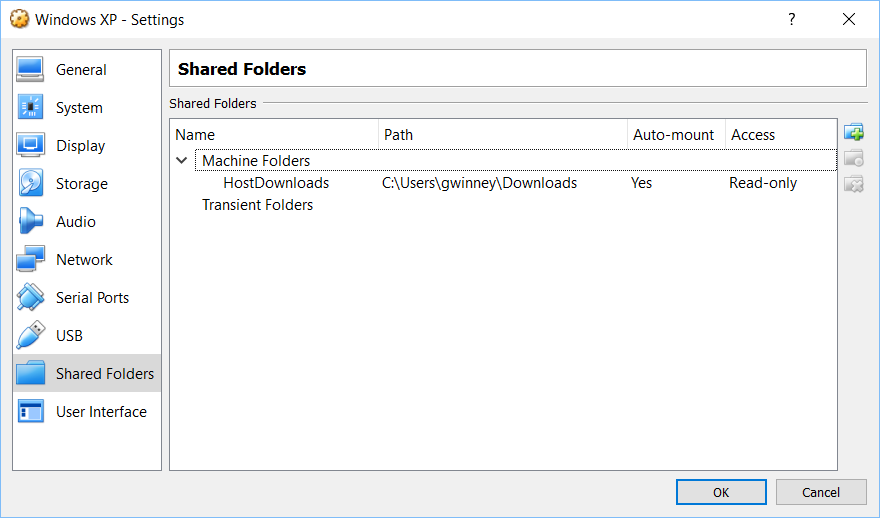 Windows XP - Settings
?
General
System
Display
Storage
Audio
Network
Serial Ports
USB
Shared Folders
User Interface
Shared Folders
Shared Folders
Name Path Auto-mount Access
Machine Folders
HostDownloads C:\Users\gwinney\Downloads Yes Read-only
Transient Folders
OK Cancel